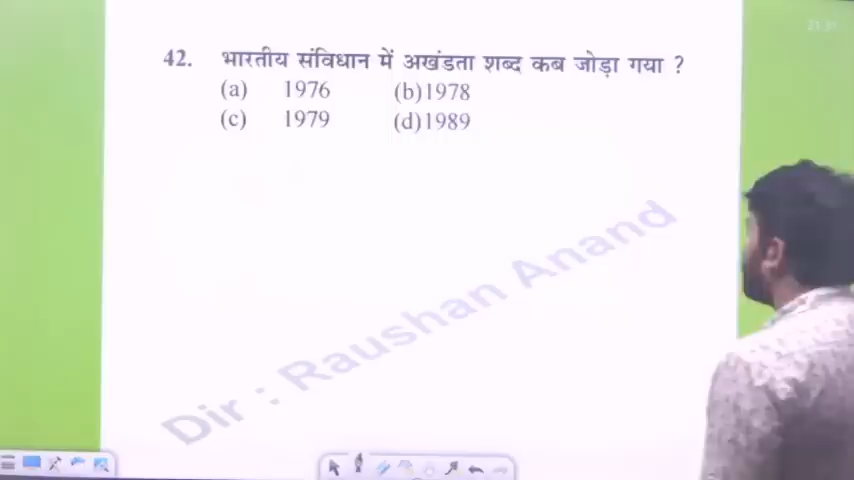 42. भारतीय संविधान में अखंडता शब्द कब जोड़ा गया ?
(a) 1976 (b)1978
(c) 1979 (d)1989
Dir : Raushan Anand